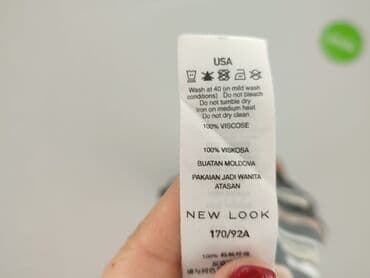 USA
Wash at 40 (on mild wash
conditions) Do not bleach
Do not tumble dry
Iron on medium heat
Do not dry clean
100% VISCOSE
100% VISKOSA
BUATAN MOLDOVA
PAKAIAN JADI WANITA
ATASAN
NEW LOOK
170/92A